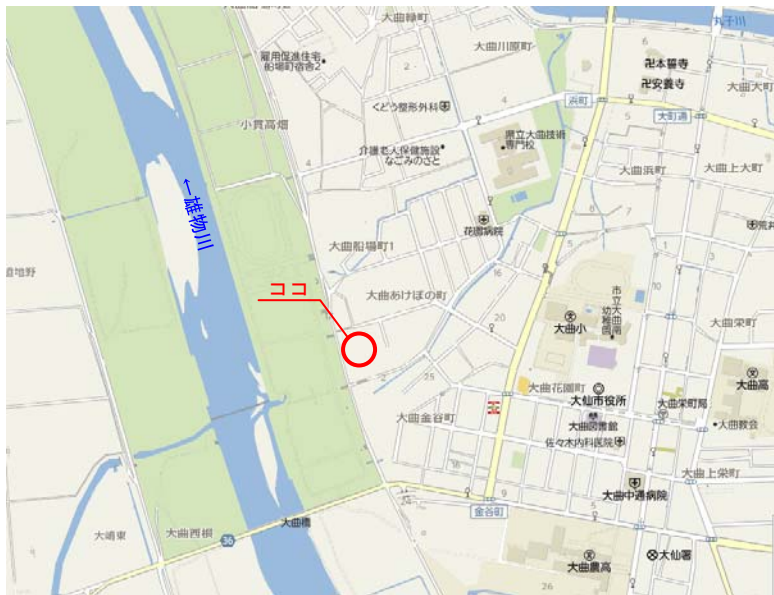 大曲緑町
丸子川
大曲川原町
雇用促進住宅
船場町宿舎2
卍本誓寺
卍安養寺
大曲大町
浜町
くどう整形外科
大町通
小貫高畑
県立大曲技術
専門校
介護老人保健施設
なごみのさと
大曲浜町
大曲上大町
←雄物川
花園病院
大曲船場町1
ココ
大曲あけぼの町
市立大曲南
幼稚園
大曲小
大曲栄町
大曲花園町
大曲高
大仙市役所
大曲栄町局
大曲金谷町
大曲図書館
大曲教会
佐々木内科医院
大曲上栄町
大曲中通病院
金谷町
大曲橋
大曲西根
36
大嶋東
大曲農高
大仙署
26